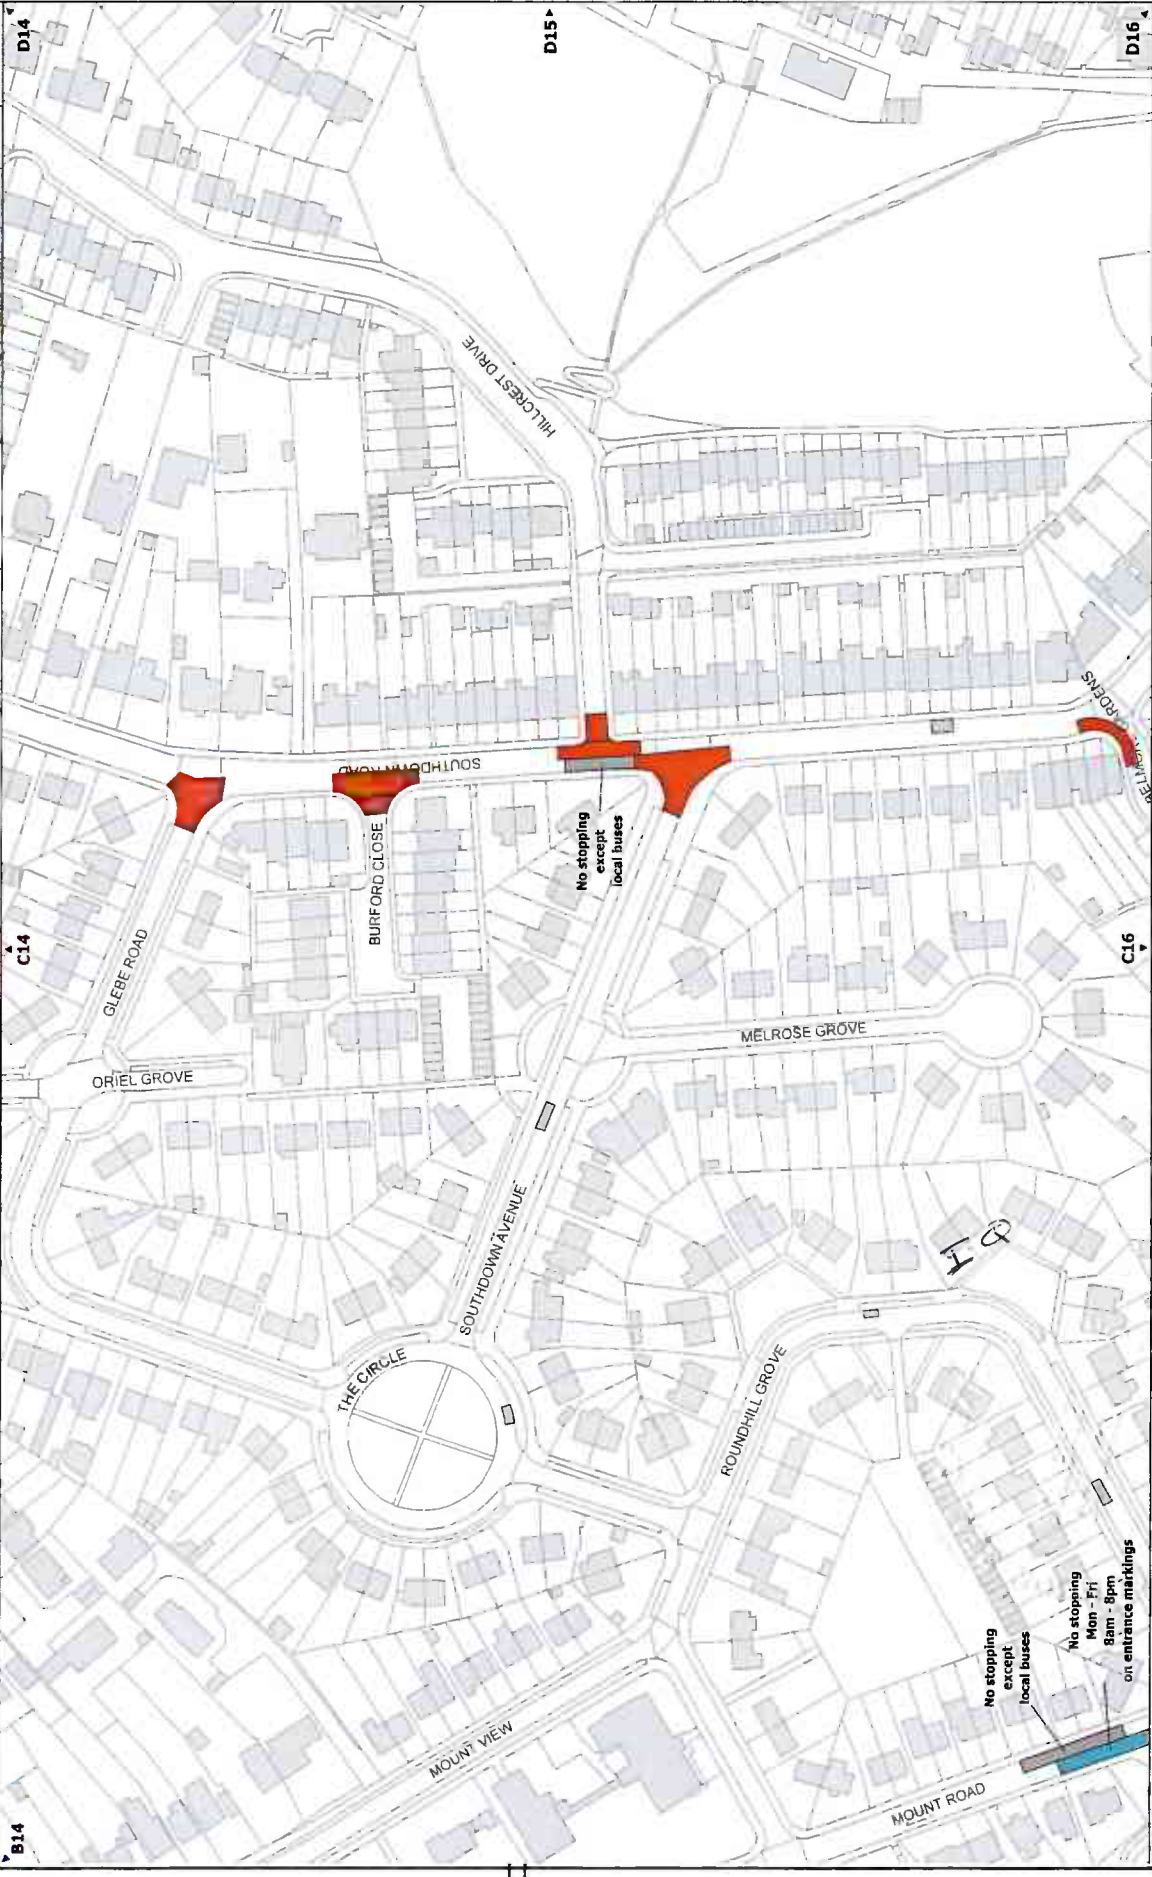 D14
D15
D16
HILLCREST DRIVE
SOUTHDOWN ROAD
No stopping
except
local buses
BURFORD CLOSE
C14
GLEBE ROAD
C16
MELROSE GROVE
ORIEL GROVE
SOUTHDOWN AVENUE
THE CIRCLE
ROUNDHILL GROVE
No stopping
except
local buses
No stopping
Mon - Fri
8am - 8pm
on entrance markings
MOUNT VIEW
MOUNT ROAD
B14